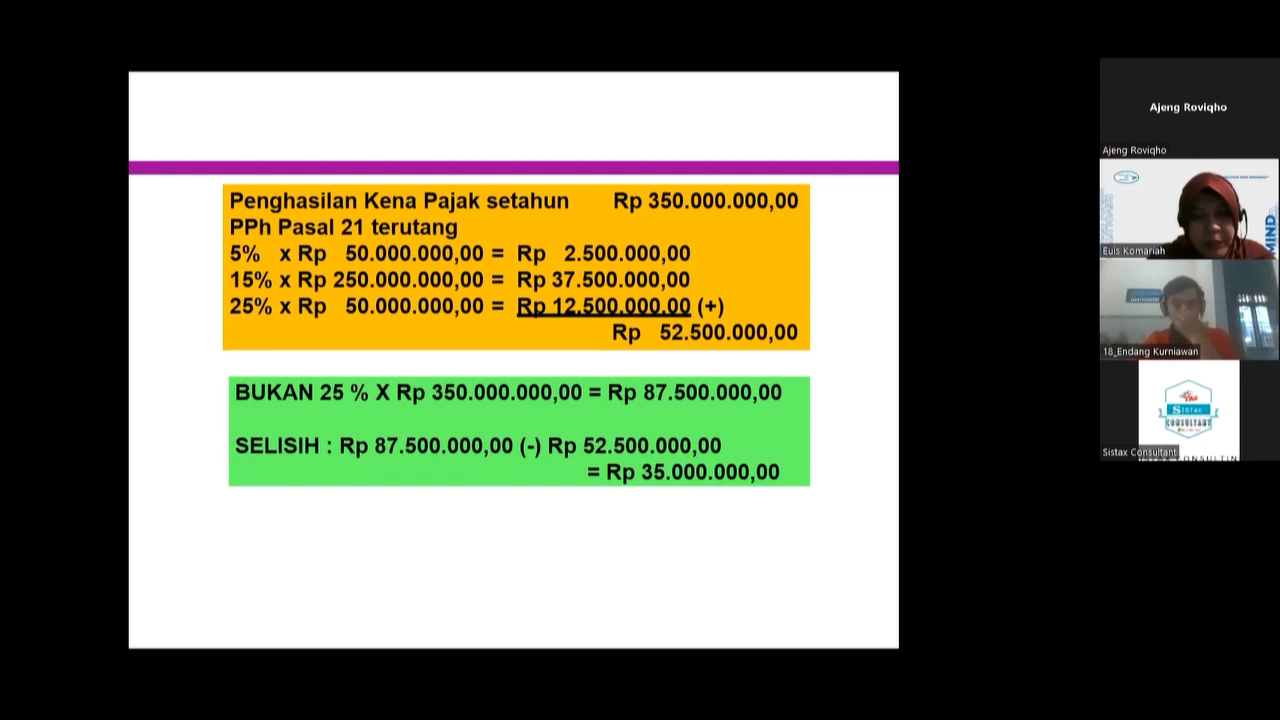 Penghasilan Kena Pajak setahun Rp 350.000.000,00
PPh Pasal 21 terutang
5% x Rp 50.000.000,00 = Rp 2.500.000,00
15% x Rp 250.000.000,00 = Rp 37.500.000,00
25% x Rp 50.000.000,00 = Rp 12.500.000,00 (+)
Rp 52.500.000,00
BUKAN 25 % X Rp 350.000.000,00 = Rp 87.500.000,00
SELISIH : Rp 87.500.000,00 (-) Rp 52.500.000,00
= Rp 35.000.000,00
Ajeng Roviqho
Ajeng Roviqho
MIND
Euis Komariah
18_Endang Kurniawan
TAX
SISTAX
CONSULTANT
Sistax Consultant